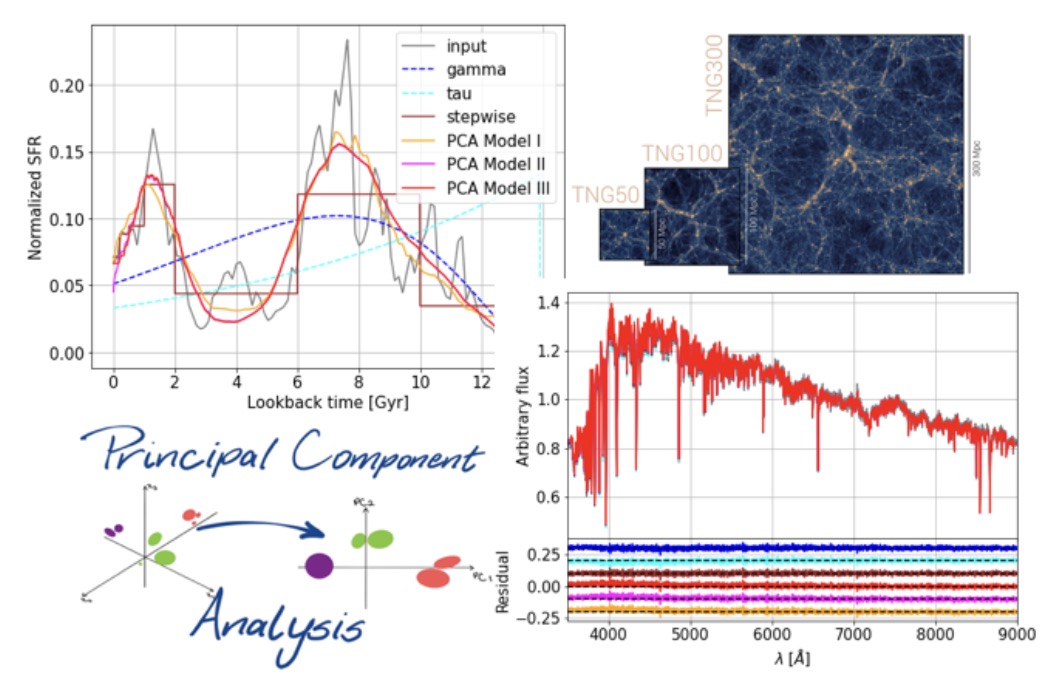 Normalized SFR
0.20
0.15
0.10
0.05
0.00
0 2 4 6 8 10 12
Lookback time [Gyr]
input
gamma
tau
stepwise
PCA Model I
PCA Model II
PCA Model III
TNG300
TNG100
TNG50
300 Mpc
100 Mpc
50 Mpc
Principal Component
Analysis
PC2
PC1
Arbitrary flux
1.4
1.2
1.0
0.8
0.6
Residual
0.25
0.00
−0.25
4000 5000 6000 7000 8000 9000
λ [Å]